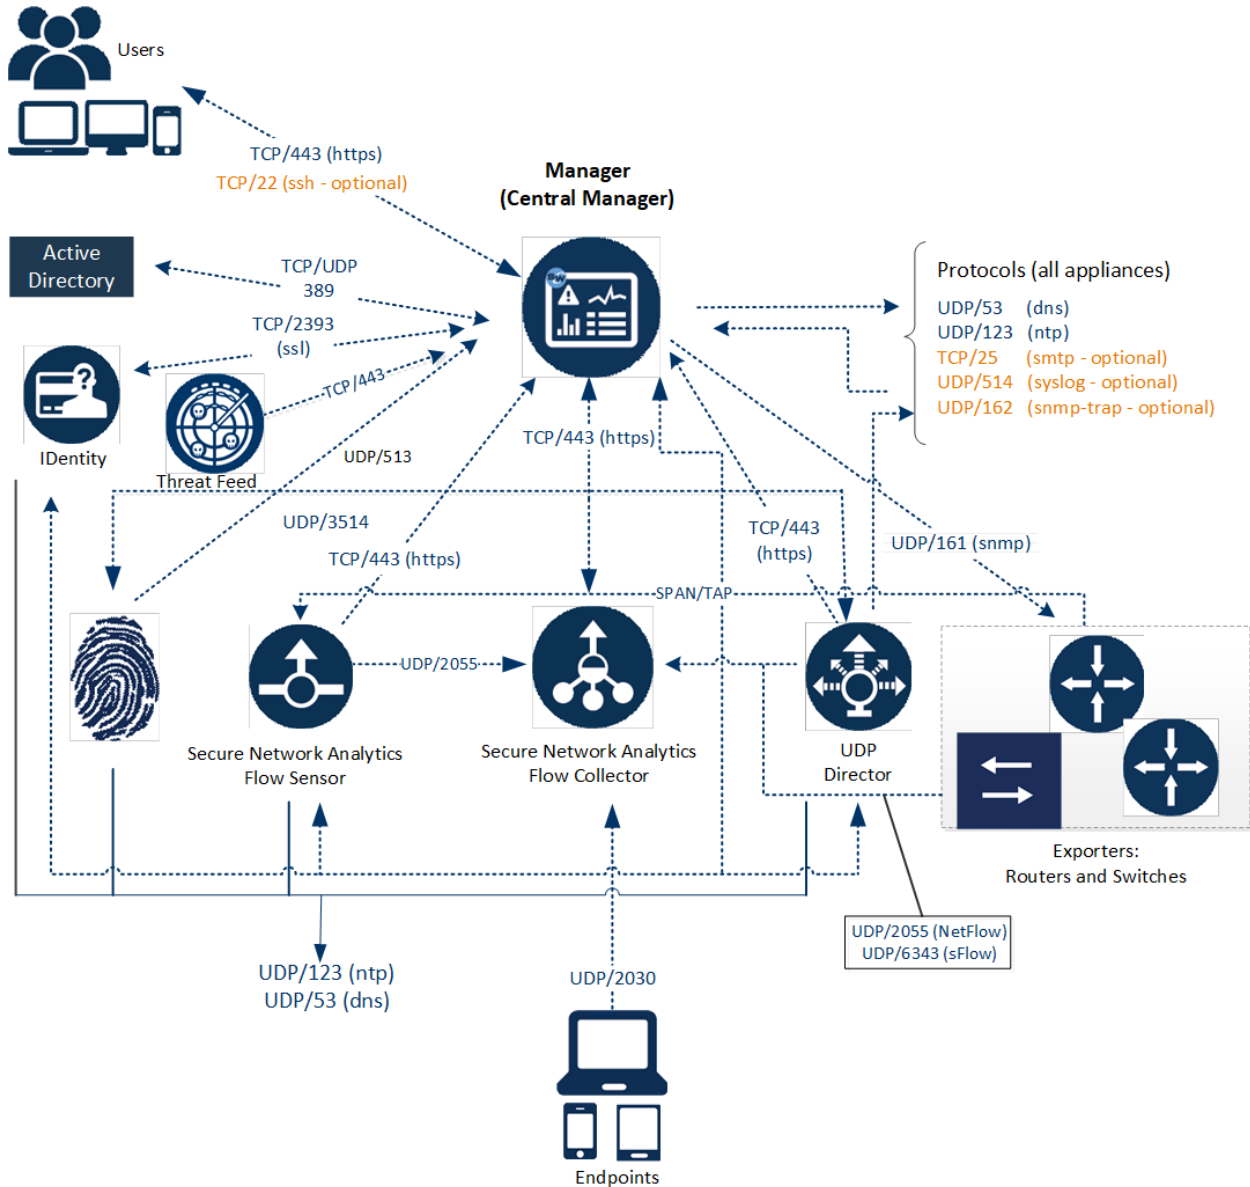 Users
TCP/443 (https)
TCP/22 (ssh - optional)
Manager
(Central Manager)
Active
Directory
TCP/UDP
389
TCP/2393
(ssl)
TCP/443
IDentity
Threat Feed
UDP/513
UDP/3514
TCP/443 (https)
TCP/443 (https)
TCP/443
(https)
Protocols (all appliances)
UDP/53 (dns)
UDP/123 (ntp)
TCP/25 (smtp - optional)
UDP/514 (syslog - optional)
UDP/162 (snmp-trap - optional)
UDP/161 (snmp)
SPAN/TAP
UDP/2055
Secure Network Analytics
Flow Sensor
Secure Network Analytics
Flow Collector
UDP
Director
Exporters:
Routers and Switches
UDP/2055 (NetFlow)
UDP/6343 (sFlow)
UDP/123 (ntp)
UDP/53 (dns)
UDP/2030
Endpoints